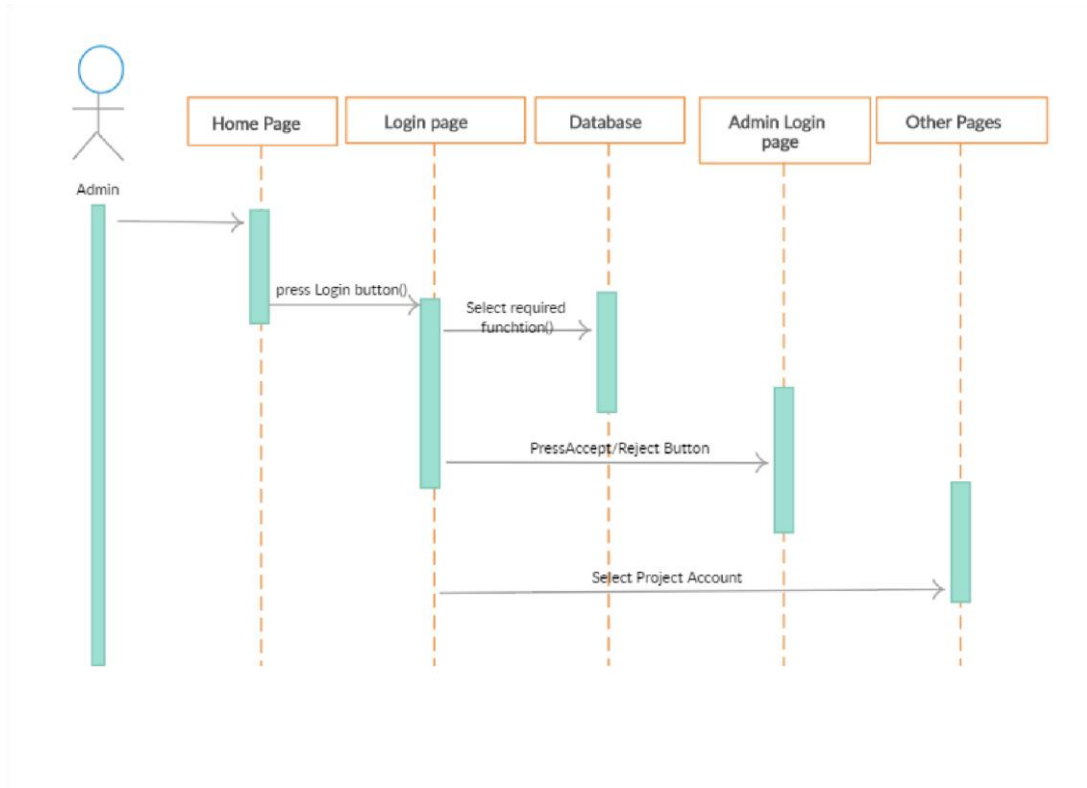 Home Page
Login page
Database
Admin Login
page
Other Pages
Admin
press Login button()
Select required
funchtion()
PressAccept/Reject Button
Select Project Account